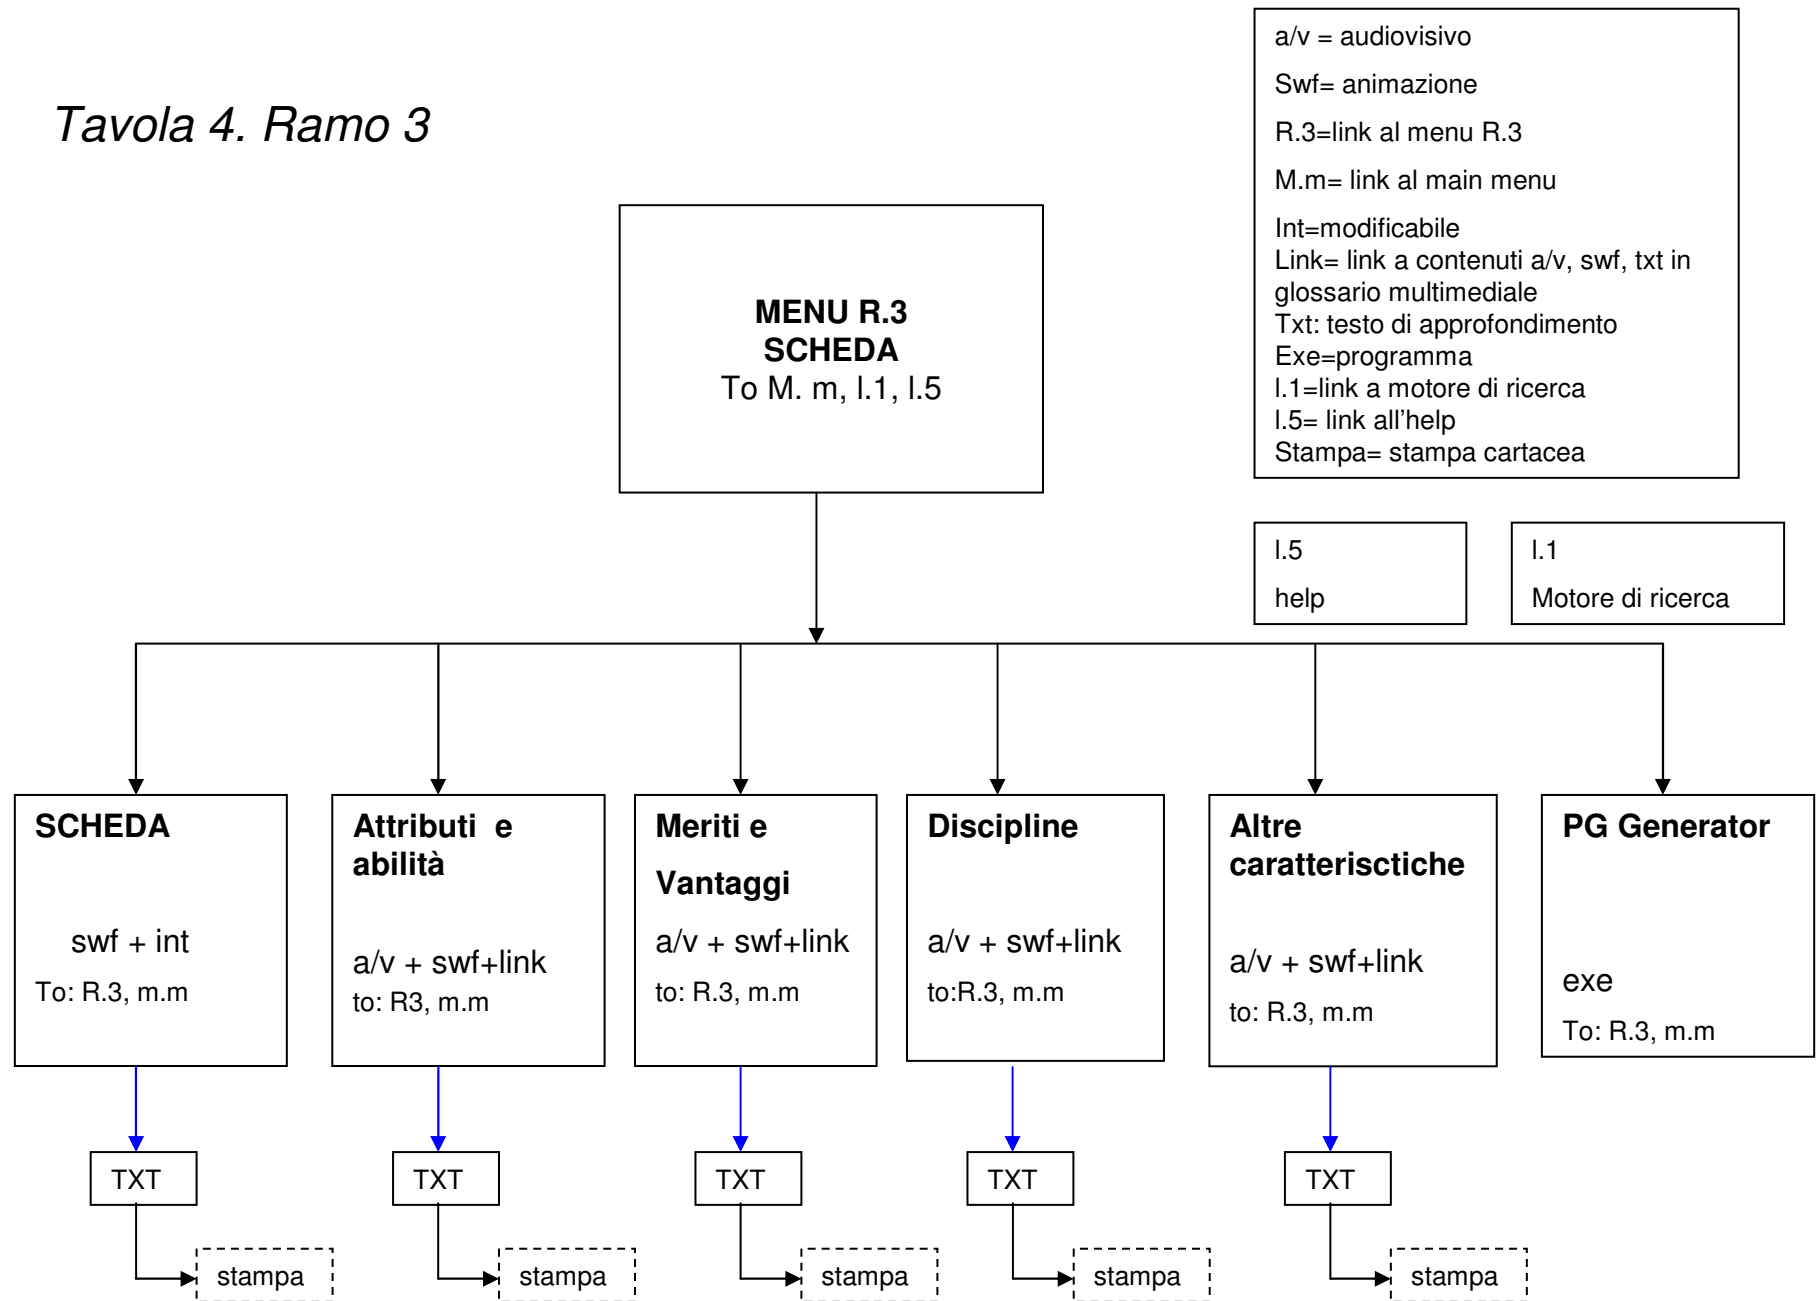 Tavola 4. Ramo 3
a/v = audiovisivo
Swf= animazione
R.3=link al menu R.3
M.m= link al main menu
Int=modificabile
Link= link a contenuti a/v, swf, txt in
glossario multimediale
Txt: testo di approfondimento
Exe=programma
l.1=link a motore di ricerca
l.5= link all'help
Stampa= stampa cartacea
MENU R.3
SCHEDA
To M. m, l.1, l.5
l.5
help
l.1
Motore di ricerca
SCHEDA
swf + int
To: R.3, m.m
Attributi e
abilità
a/v + swf+link
to: R3, m.m
Meriti e
Vantaggi
a/v + swf+link
to: R.3, m.m
Discipline
a/v + swf+link
to:R.3, m.m
Altre
caratterisctiche
a/v + swf+link
to: R.3, m.m
PG Generator
exe
To: R.3, m.m
TXT
TXT
TXT
TXT
TXT
stampa
stampa
stampa
stampa
stampa